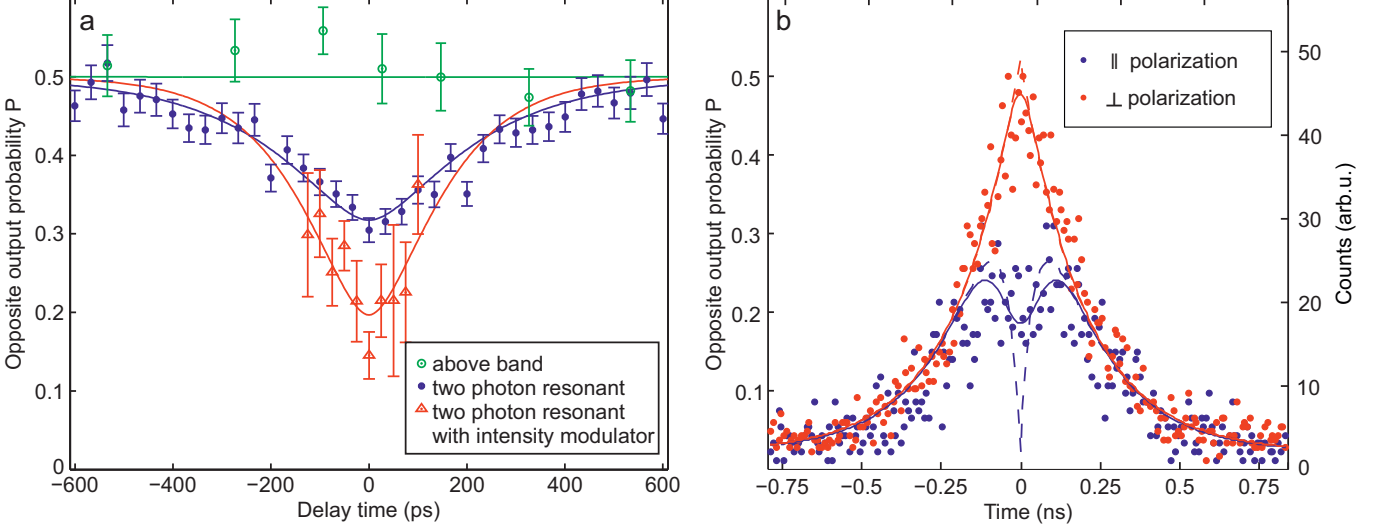 a
Opposite output probability P
0.5
0.4
0.3
0.2
0.1
0
−600
−400
−200
0
200
400
600
Delay time (ps)
above band
two photon resonant
two photon resonant
with intensity modulator
b
Opposite output probability P
0.5
0.4
0.3
0.2
0.1
−0.75
−0.5
−0.25
0
0.25
0.5
0.75
Time (ns)
|| polarization
⊥ polarization
50
40
30
20
10
0
Counts (arb.u.)